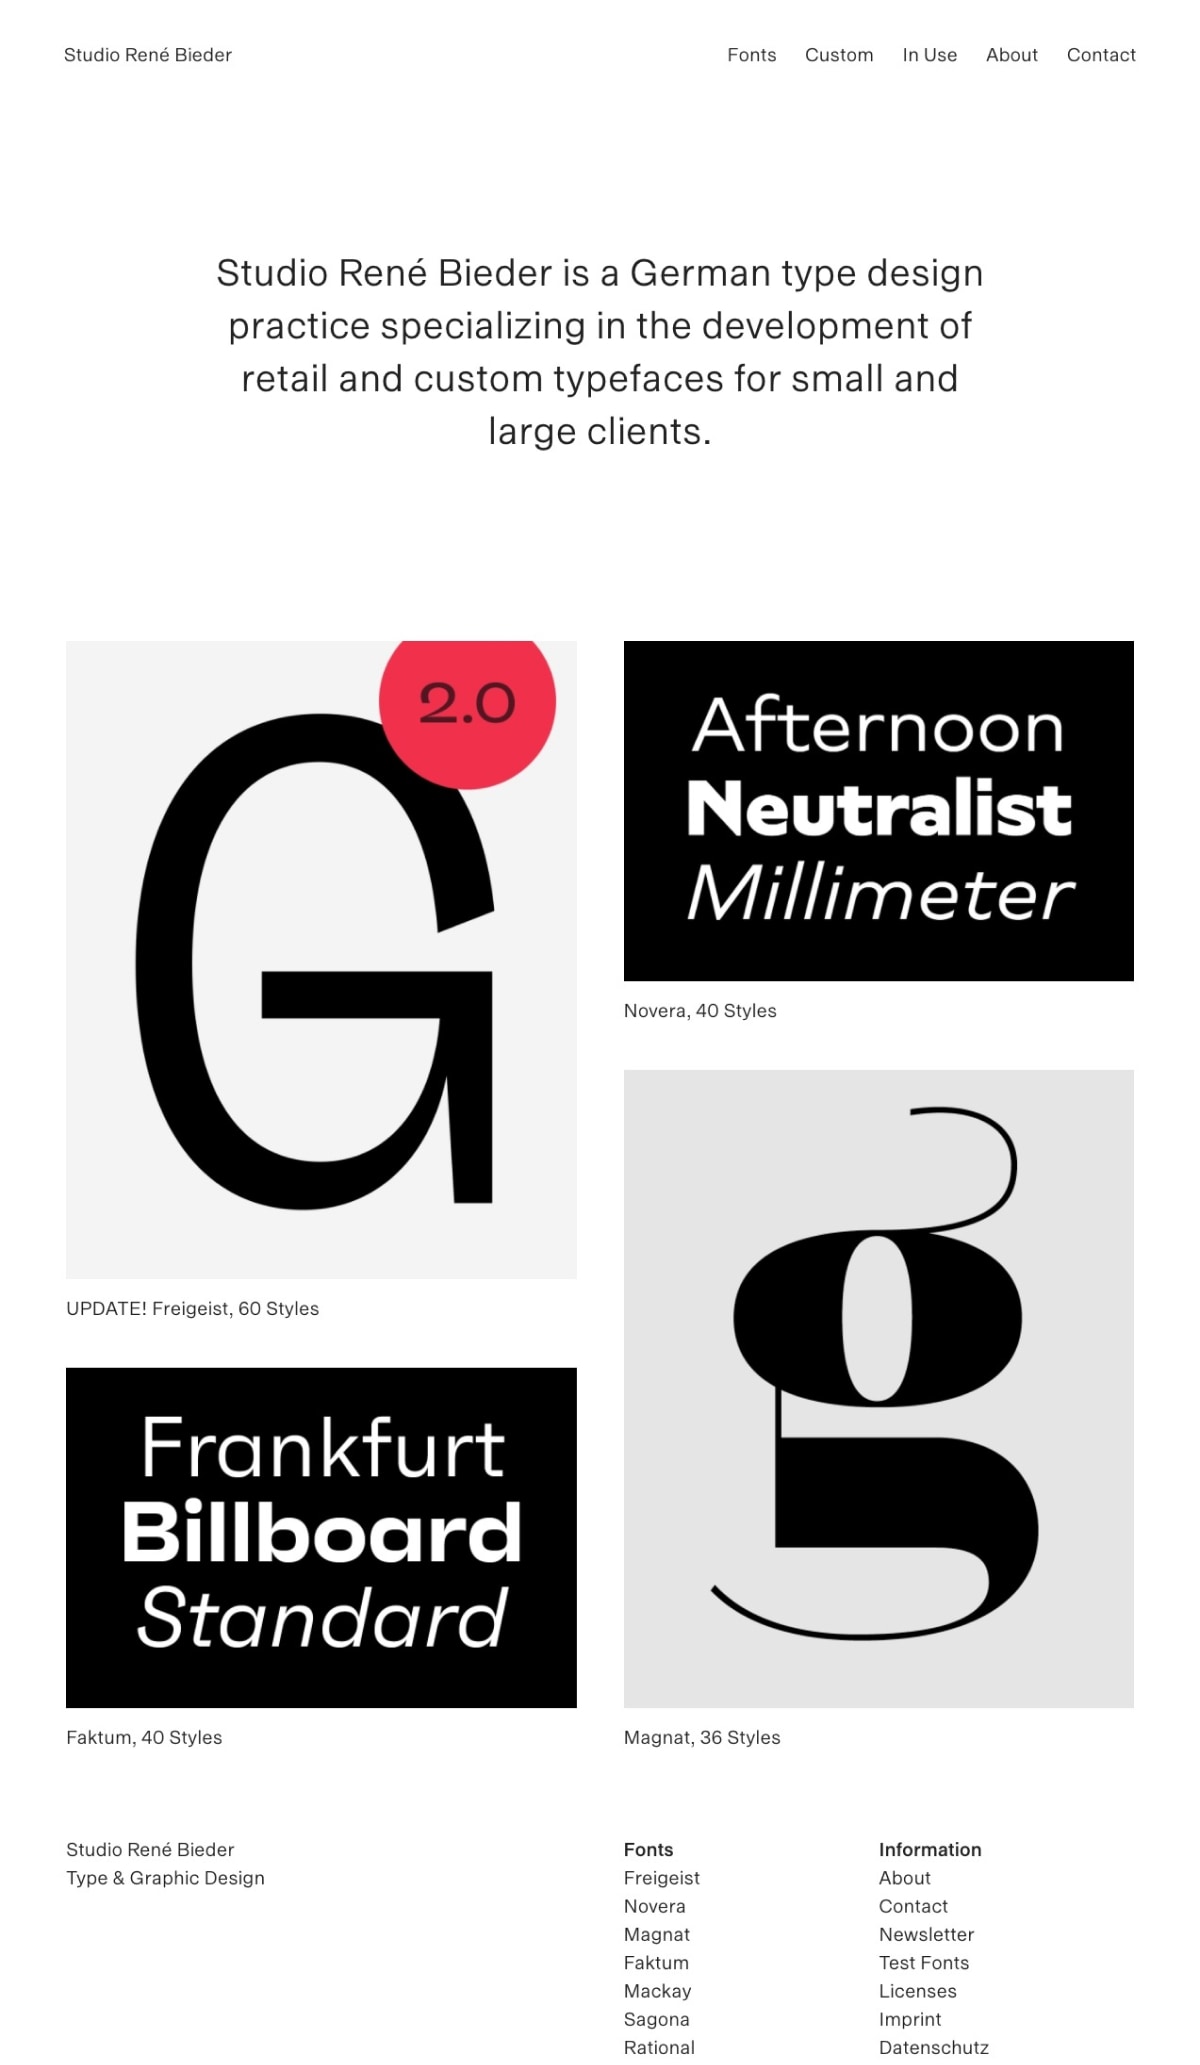 Studio René Bieder
Fonts Custom In Use About Contact
Studio René Bieder is a German type design
practice specializing in the development of
retail and custom typefaces for small and
large clients.
2.0
G
UPDATE! Freigeist, 60 Styles
Afternoon
Neutralist
Millimeter
Novera, 40 Styles
Frankfurt
Billboard
Standard
Faktum, 40 Styles
g
Magnat, 36 Styles
Studio René Bieder
Type & Graphic Design
Fonts
Freigeist
Novera
Magnat
Faktum
Mackay
Sagona
Rational
Information
About
Contact
Newsletter
Test Fonts
Licenses
Imprint
Datenschutz